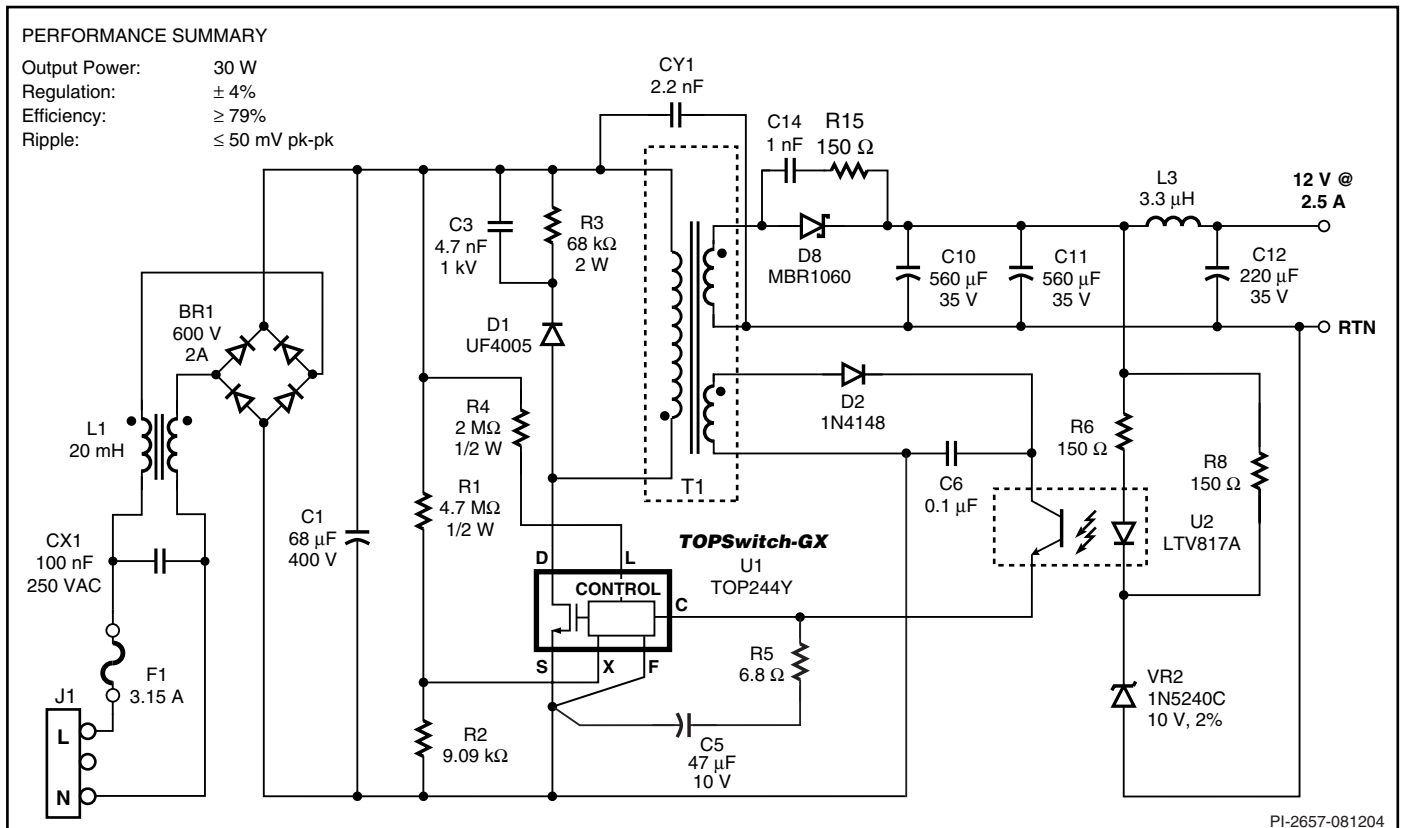 PERFORMANCE SUMMARY
Output Power: 30 W
Regulation: ± 4%
Efficiency: ≥ 79%
Ripple: ≤ 50 mV pk-pk
CY1
2.2 nF
C14
1 nF
R15
150 Ω
D8
MBR1060
L3
3.3 µH
12 V @
2.5 A
C10
560 µF
35 V
C11
560 µF
35 V
C12
220 µF
35 V
RTN
C3
4.7 nF
1 kV
R3
68 kΩ
2 W
D1
UF4005
BR1
600 V
2A
L1
20 mH
R4
2 MΩ
1/2 W
R1
4.7 MΩ
1/2 W
T1
D2
1N4148
C6
0.1 µF
R6
150 Ω
R8
150 Ω
U2
LTV817A
C1
68 µF
400 V
CX1
100 nF
250 VAC
TOPSwitch-GX
U1
TOP244Y
D
L
CONTROL
C
S
X
F
R5
6.8 Ω
VR2
1N5240C
10 V, 2%
F1
3.15 A
J1
L
N
R2
9.09 kΩ
C5
47 µF
10 V
PI-2657-081204